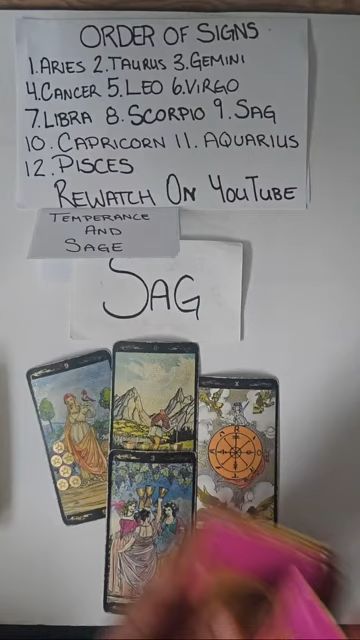 ORDER OF SIGNS
1. ARIES 2. TAURUS 3. GEMINI
4. CANCER 5. LEO 6. VIRGO
7. LIBRA 8. SCORPIO 9. SAG
10. CAPRICORN 11. AQUARIUS
12. PISCES
REWATCH ON YOUTUBE
TEMPERANCE
AND
SAGE
SAG
X